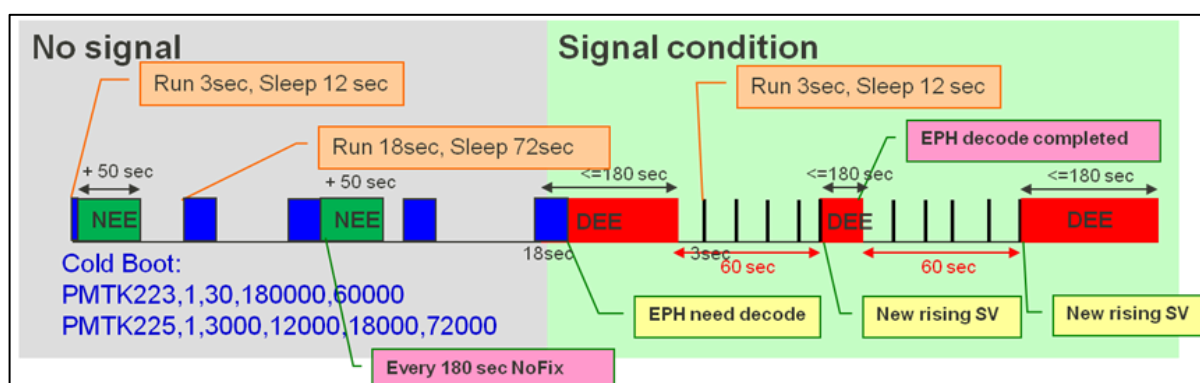 No signal
Signal condition
Run 3sec, Sleep 12 sec
Run 3sec, Sleep 12 sec
Run 18sec, Sleep 72sec
EPH decode completed
+ 50 sec
+ 50 sec
<=180 sec
<=180 sec
<=180 sec
NEE
NEE
DEE
DEE
DEE
18sec
3sec
60 sec
60 sec
Cold Boot:
PMTK223,1,30,180000,60000
PMTK225,1,3000,12000,18000,72000
EPH need decode
New rising SV
New rising SV
Every 180 sec NoFix